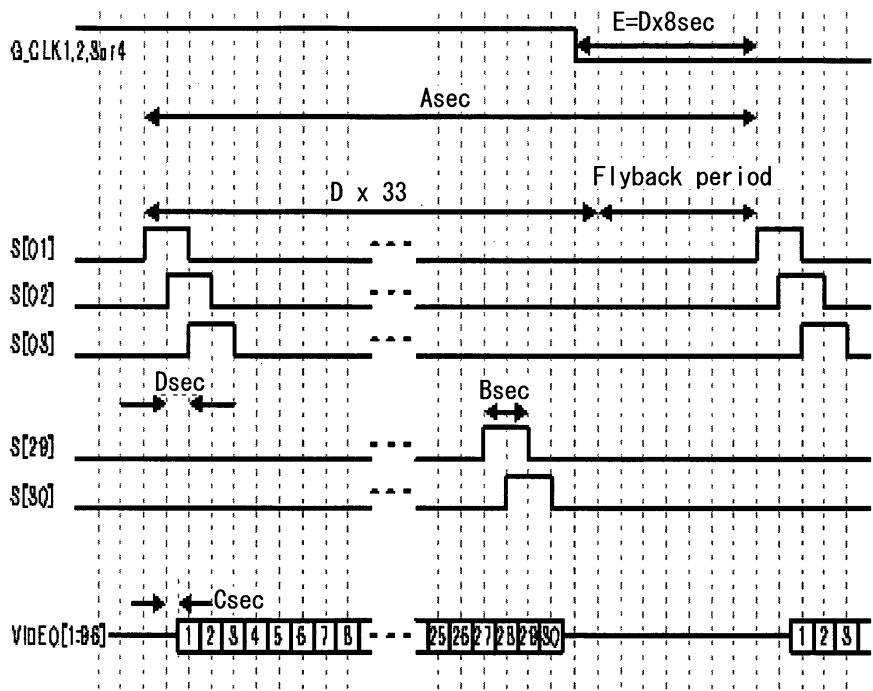 E=Dx8sec
G_CLK1,2,3or4
Asec
Flyback period
D x 33
S[01]
S[02]
S[03]
Dsec
Bsec
S[29]
S[30]
Csec
VIDEO[1:96]
1 2 3 4 5 6 7 8
25 26 27 28 29 30
1 2 3